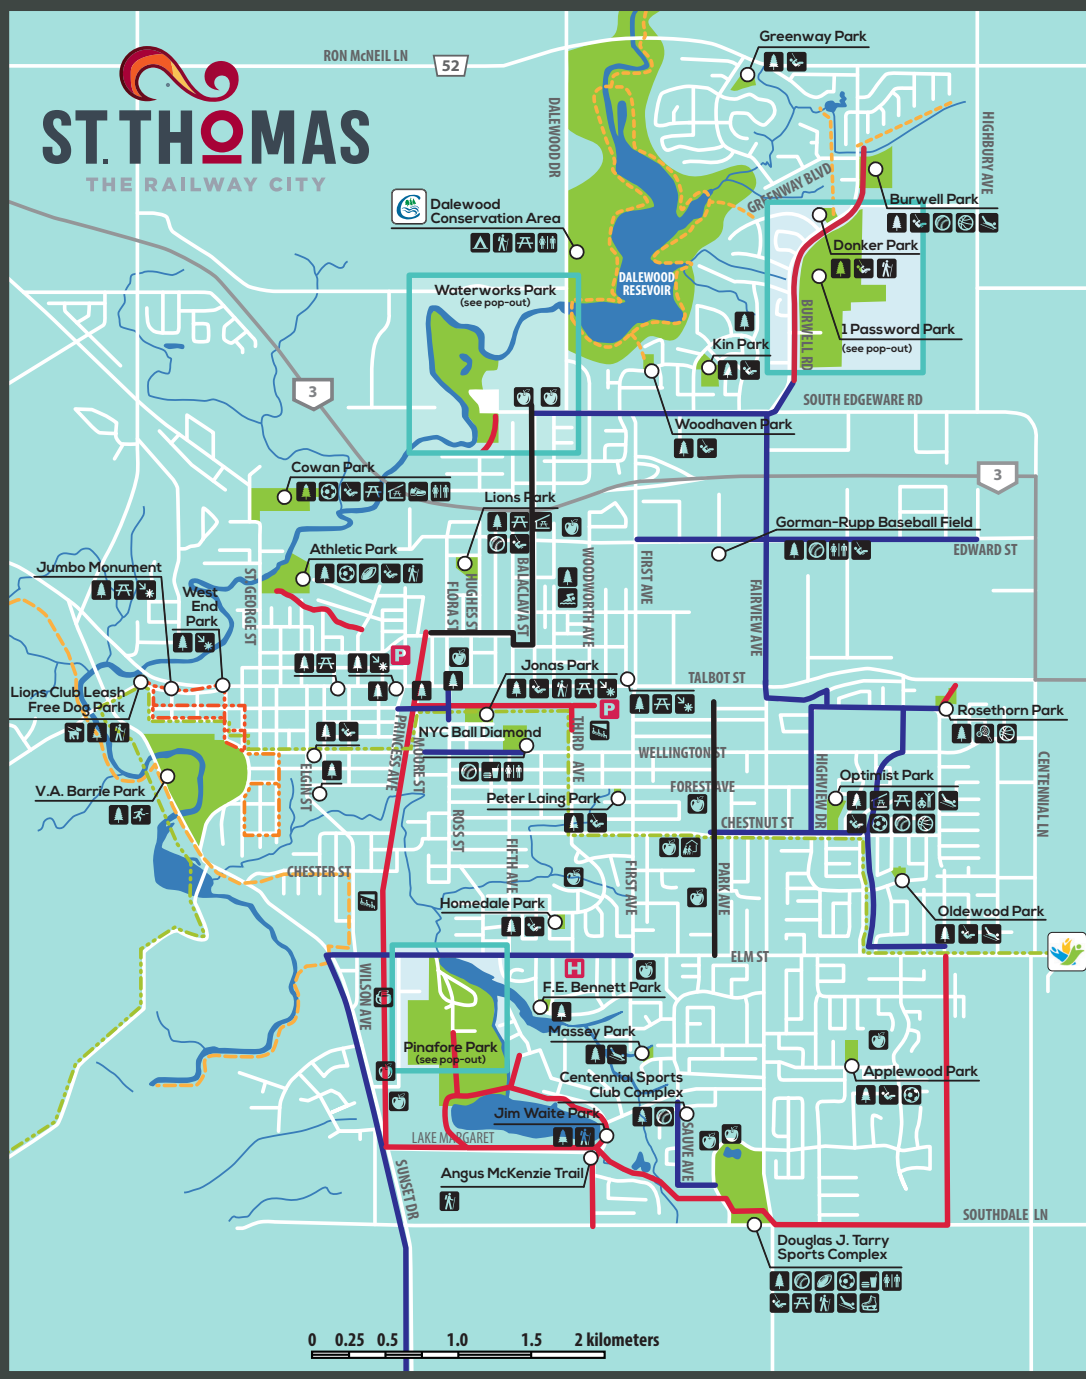 RON McNEIL LN
52
ST. THOMAS
THE RAILWAY CITY
DALEWOOD DR
Greenway Park
HIGHBURY AVE
GREENWAY BLVD
Burwell Park
Dalewood
Conservation Area
Donker Park
DALEWOOD
RESEVOIR
Waterworks Park
(see pop-out)
BURWELL RD
1 Password Park
(see pop-out)
Kin Park
3
SOUTH EDGEWARE RD
Woodhaven Park
Cowan Park
3
Lions Park
Gorman-Rupp Baseball Field
EDWARD ST
Athletic Park
Jumbo Monument
West
End
Park
ST GEORGE ST
FLORA ST
HUGHES ST
BALACLAVA ST
WOODWORTH AVE
FIRST AVE
FAIRVIEW AVE
P
Jonas Park
TALBOT ST
Lions Club Leash
Free Dog Park
P
Rosethorn Park
PRINCESS AVE
MOORE ST
NYC Ball Diamond
THIRD AVE
WELLINGTON ST
ELGIN ST
FOREST AVE
HIGHVIEW DR
Optimist Park
CENTENNIAL LN
V.A. Barrie Park
Peter Laing Park
ROSS ST
CHESTNUT ST
CHESTER ST
FIFTH AVE
FIRST AVE
PARK AVE
Homedale Park
Oldewood Park
ELM ST
WILSON AVE
H
F.E. Bennett Park
Massey Park
Pinafore Park
(see pop-out)
Centennial Sports
Club Complex
Applewood Park
Jim Waite Park
LAKE MARGARET
SAUVE AVE
Angus McKenzie Trail
SUNSET DR
SOUTHDALE LN
Douglas J. Tarry
Sports Complex
0 0.25 0.5 1.0 1.5 2 kilometers